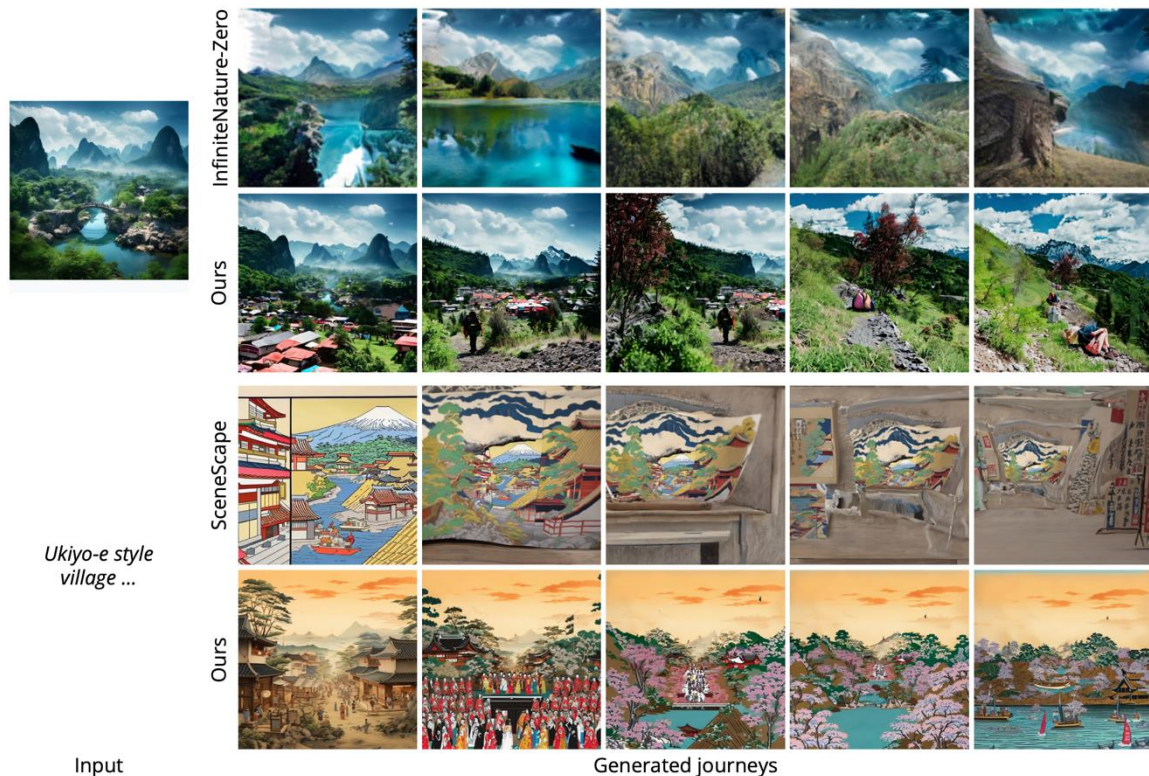 InfiniteNature-Zero
Ours
SceneScape
Ukiyo-e style
village ...
Ours
Input
Generated journeys